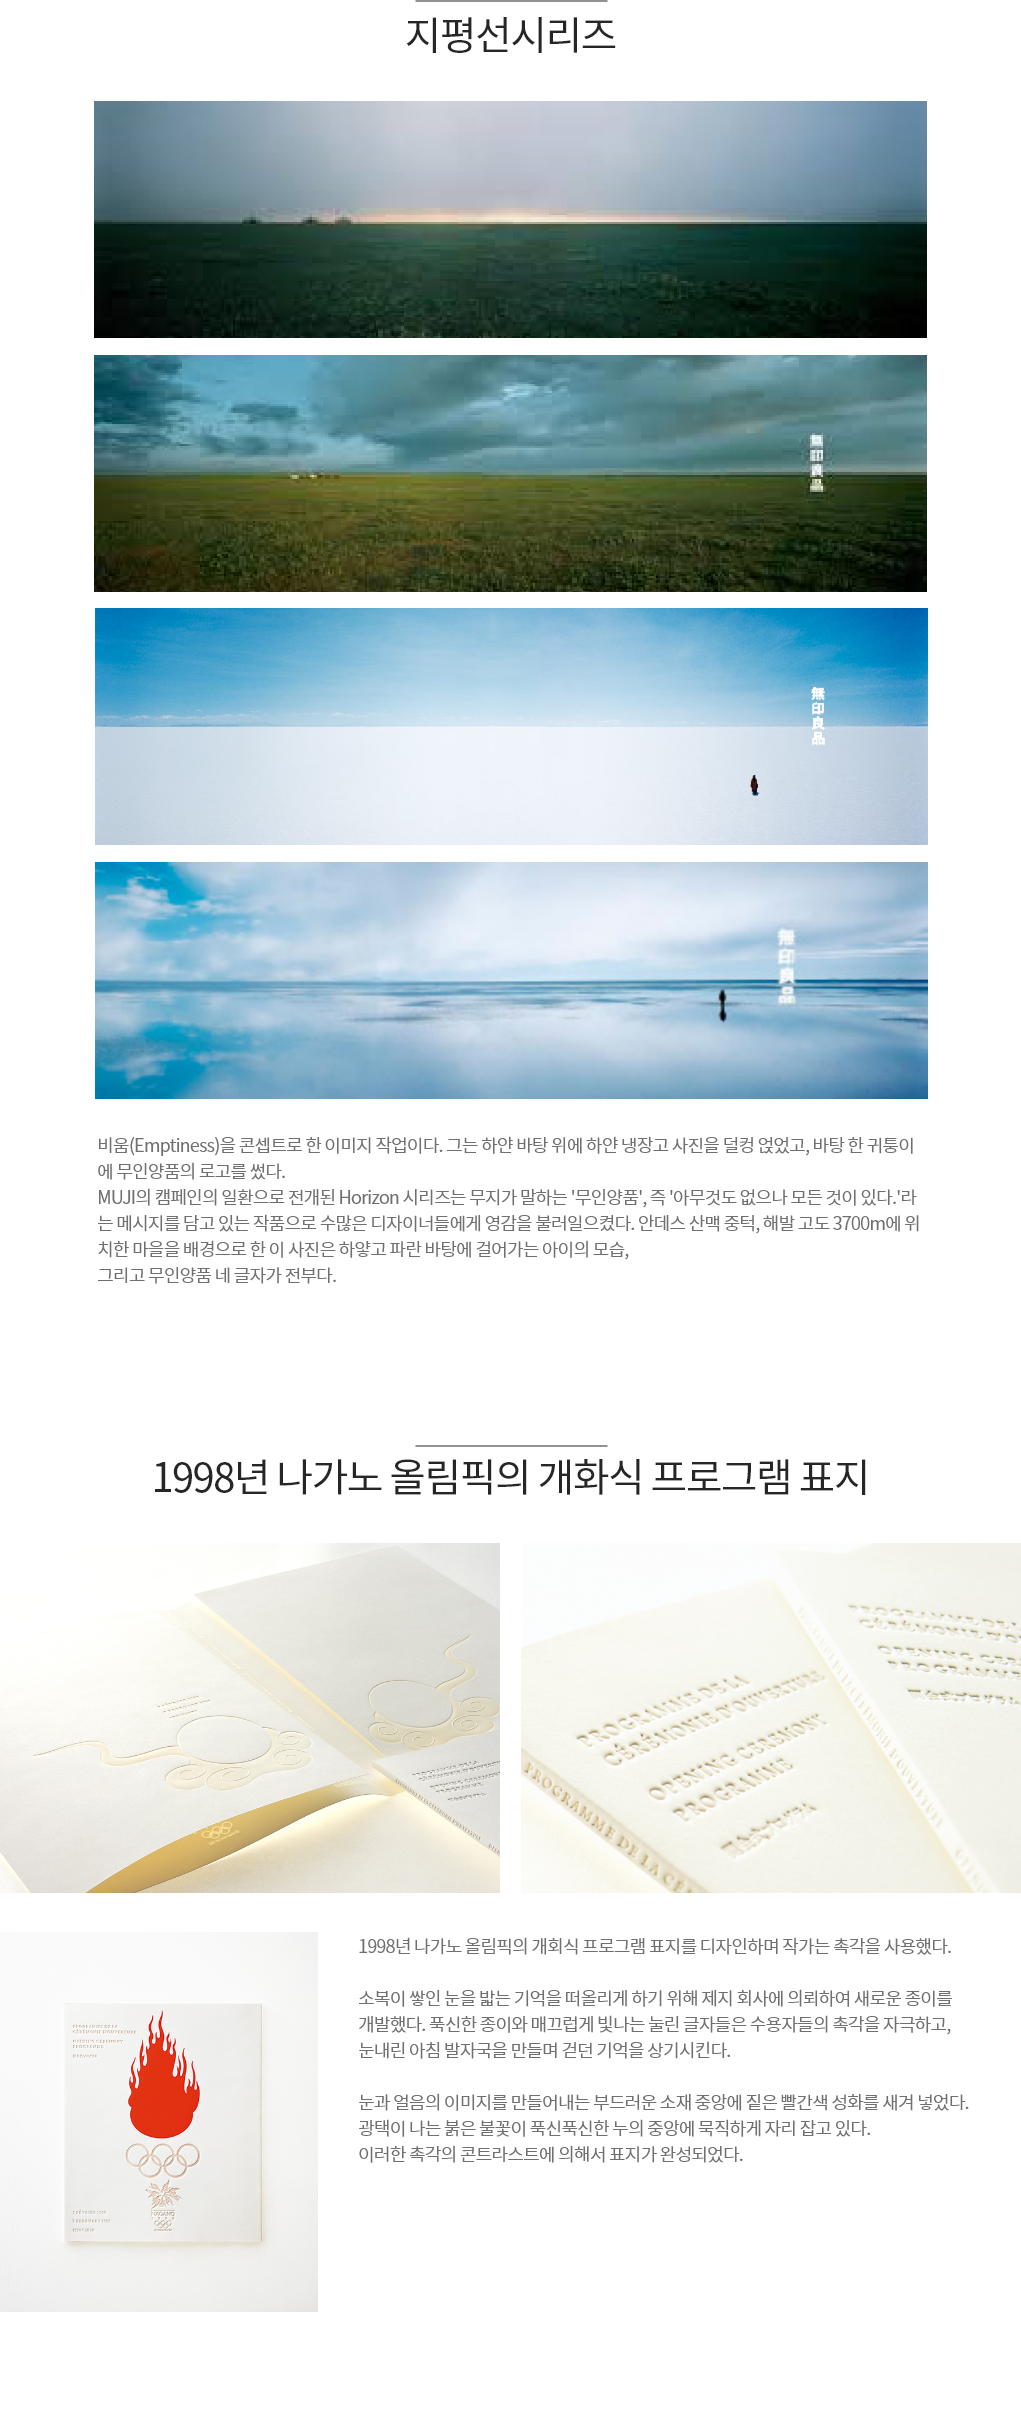 지평선시리즈
無印良品
無印良品
無印良品
비움(Emptiness)을 콘셉트로 한 이미지 작업이다. 그는 하얀 바탕 위에 하얀 냉장고 사진을 덜컹 얹었고, 바탕 한 귀퉁이
에 무인양품의 로고를 썼다.
MUJI의 캠페인의 일환으로 전개된 Horizon 시리즈는 무지가 말하는 '무인양품', 즉 '아무것도 없으나 모든 것이 있다.'라
는 메시지를 담고 있는 작품으로 수많은 디자이너들에게 영감을 불러일으켰다. 안데스 산맥 중턱, 해발 고도 3700m에 위
치한 마을을 배경으로 한 이 사진은 하얗고 파란 바탕에 걸어가는 아이의 모습,
그리고 무인양품 네 글자가 전부다.
1998년 나가노 올림픽의 개화식 프로그램 표지
PROGRAMME DE LA
CÉRÉMONIE D'OUVERTURE
OPENING CEREMONY
PROGRAMME
PROGRAMME DE LA
CÉRÉMONIE D'O
OPENING CER
PROGRAMM
PROGRAMME DE LA CÉR
1998년 나가노 올림픽의 개회식 프로그램 표지를 디자인하며 작가는 촉각을 사용했다.
소복이 쌓인 눈을 밟는 기억을 떠올리게 하기 위해 제지 회사에 의뢰하여 새로운 종이를
개발했다. 푹신한 종이와 매끄럽게 빛나는 눌린 글자들은 수용자들의 촉각을 자극하고,
눈내린 아침 발자국을 만들며 걷던 기억을 상기시킨다.
눈과 얼음의 이미지를 만들어내는 부드러운 소재 중앙에 짙은 빨간색 성화를 새겨 넣었다.
광택이 나는 붉은 불꽃이 푹신푹신한 누의 중앙에 묵직하게 자리 잡고 있다.
이러한 촉각의 콘트라스트에 의해서 표지가 완성되었다.
NAGANO